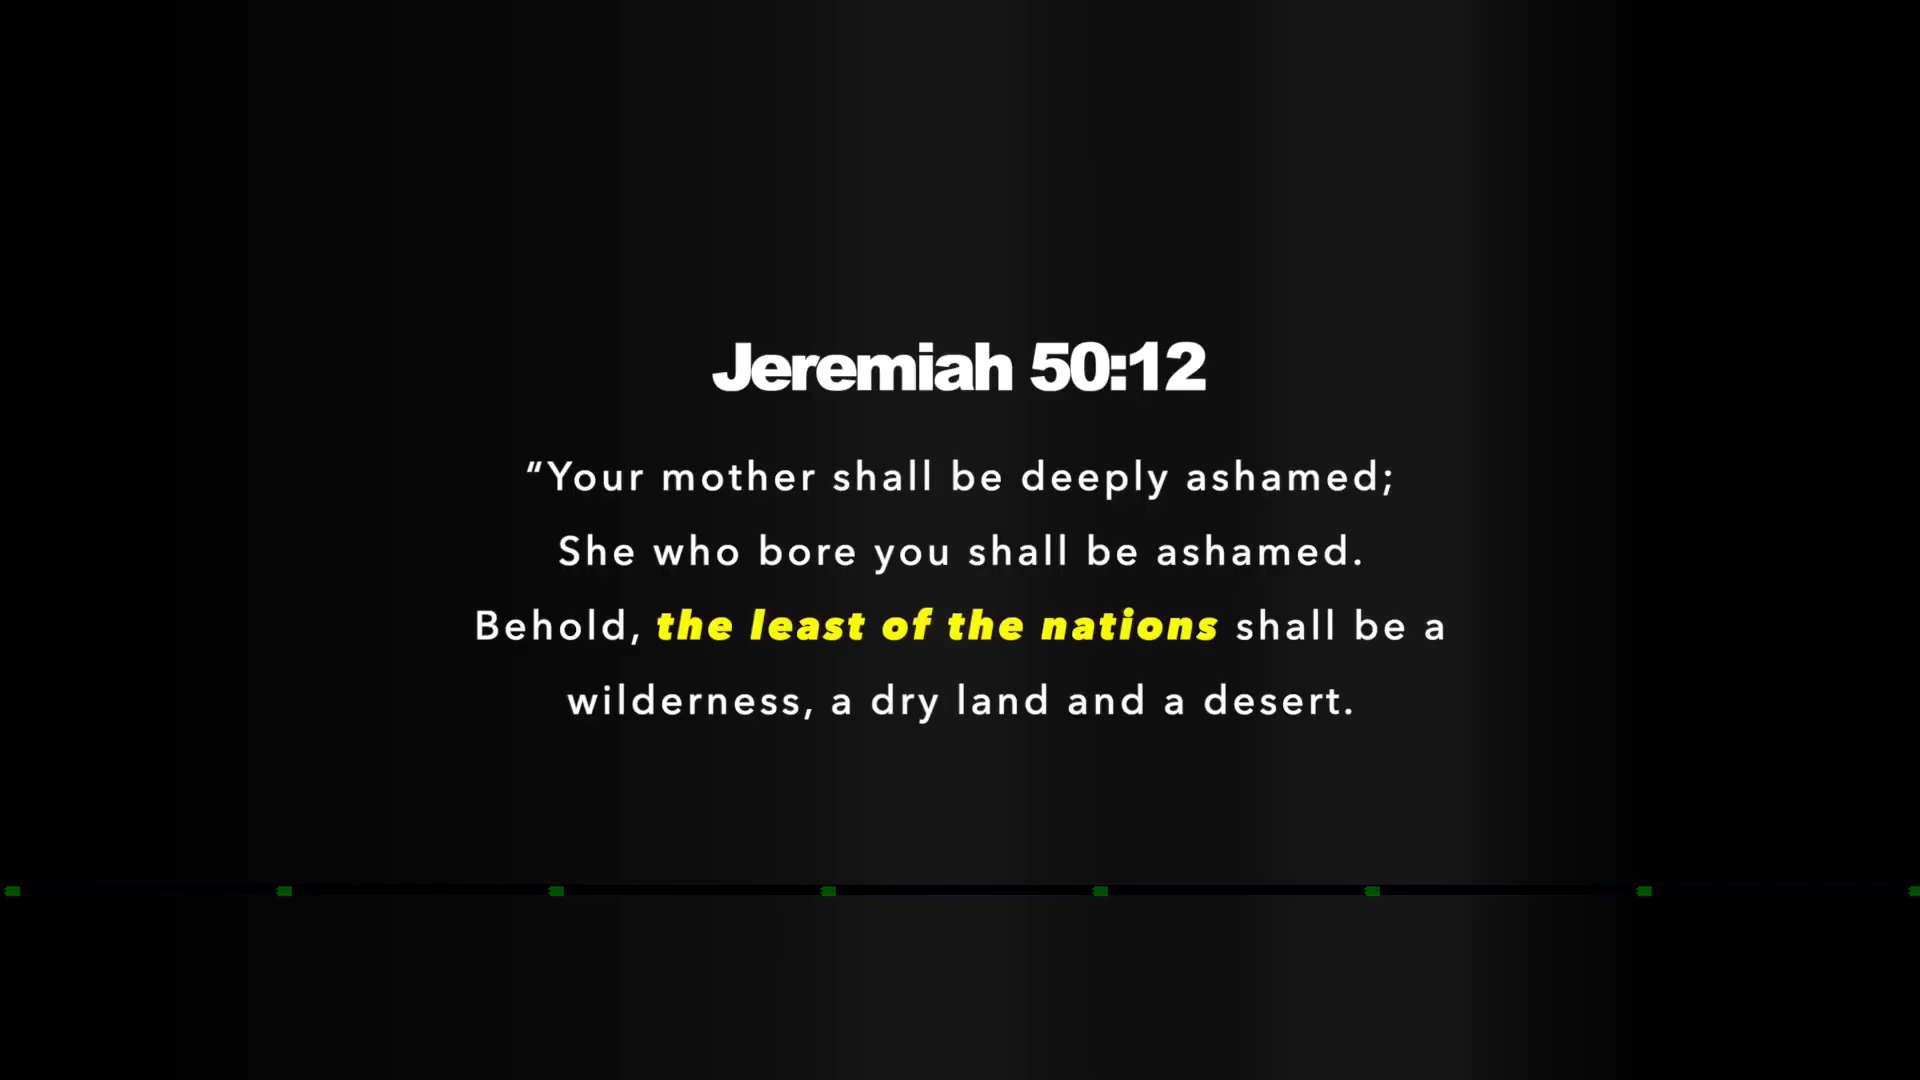 Jeremiah 50:12
“Your mother shall be deeply ashamed;
She who bore you shall be ashamed.
Behold, the least of the nations shall be a
wilderness, a dry land and a desert.